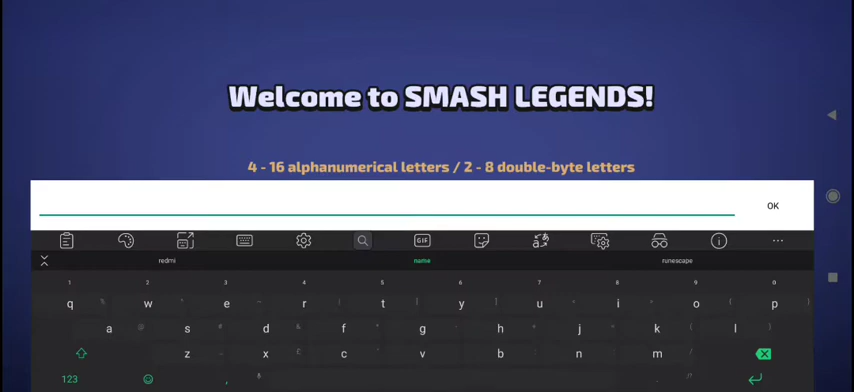 Welcome to SMASH LEGENDS!
4 - 16 alphanumerical letters / 2 - 8 double-byte letters
OK
GIF
redmi name runescape
1 2 3 4 5 6 7 8 9 0
q w e r t y u i o p
a s d f g h j k l
z x c v b n m
123 , .